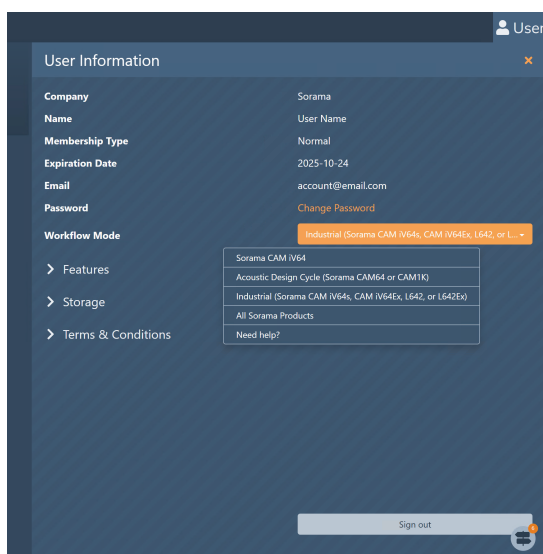 User
User Information
Company Sorama
Name User Name
Membership Type Normal
Expiration Date 2025-10-24
Email account@email.com
Password Change Password
Workflow Mode Industrial (Sorama CAM iV64s, CAM iV64Ex, L642, or L...
Sorama CAM iV64
Features
Acoustic Design Cycle (Sorama CAM64 or CAM1K)
Industrial (Sorama CAM iV64s, CAM iV64Ex, L642, or L642Ex)
Storage
All Sorama Products
Terms & Conditions
Need help?
Sign out